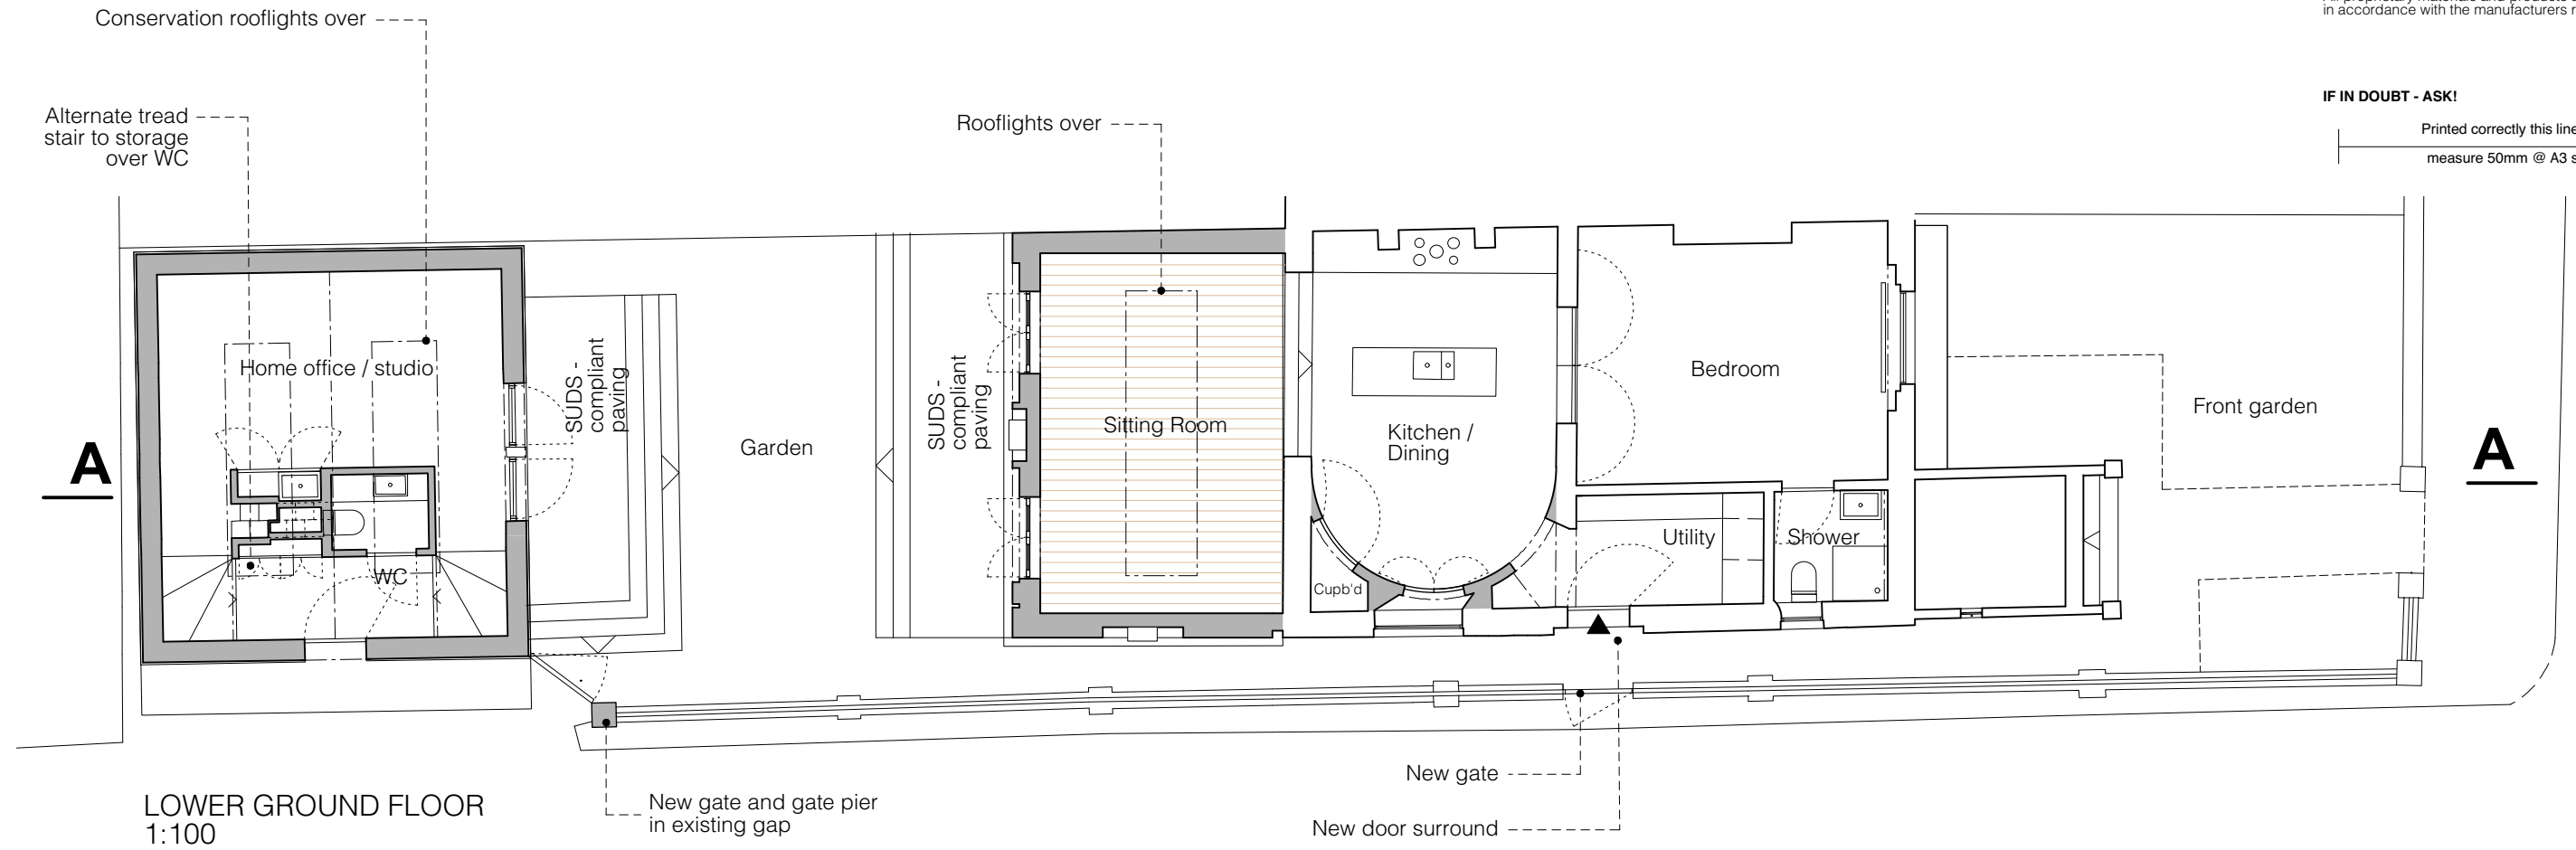 in accordance with the manufacturers
IF IN DOUBT - ASK!
Printed correctly this line
measure 50mm @ A3
Conservation rooflights over
Alternate tread
stair to storage
over WC
Rooflights over
A
Home office / studio
WC
SUDS -
compliant
paving
Garden
SUDS -
compliant
paving
Sitting Room
Kitchen /
Dining
Cupb'd
Bedroom
Utility
Shower
Front garden
A
New gate
New door surround
New gate and gate pier
in existing gap
LOWER GROUND FLOOR
1:100